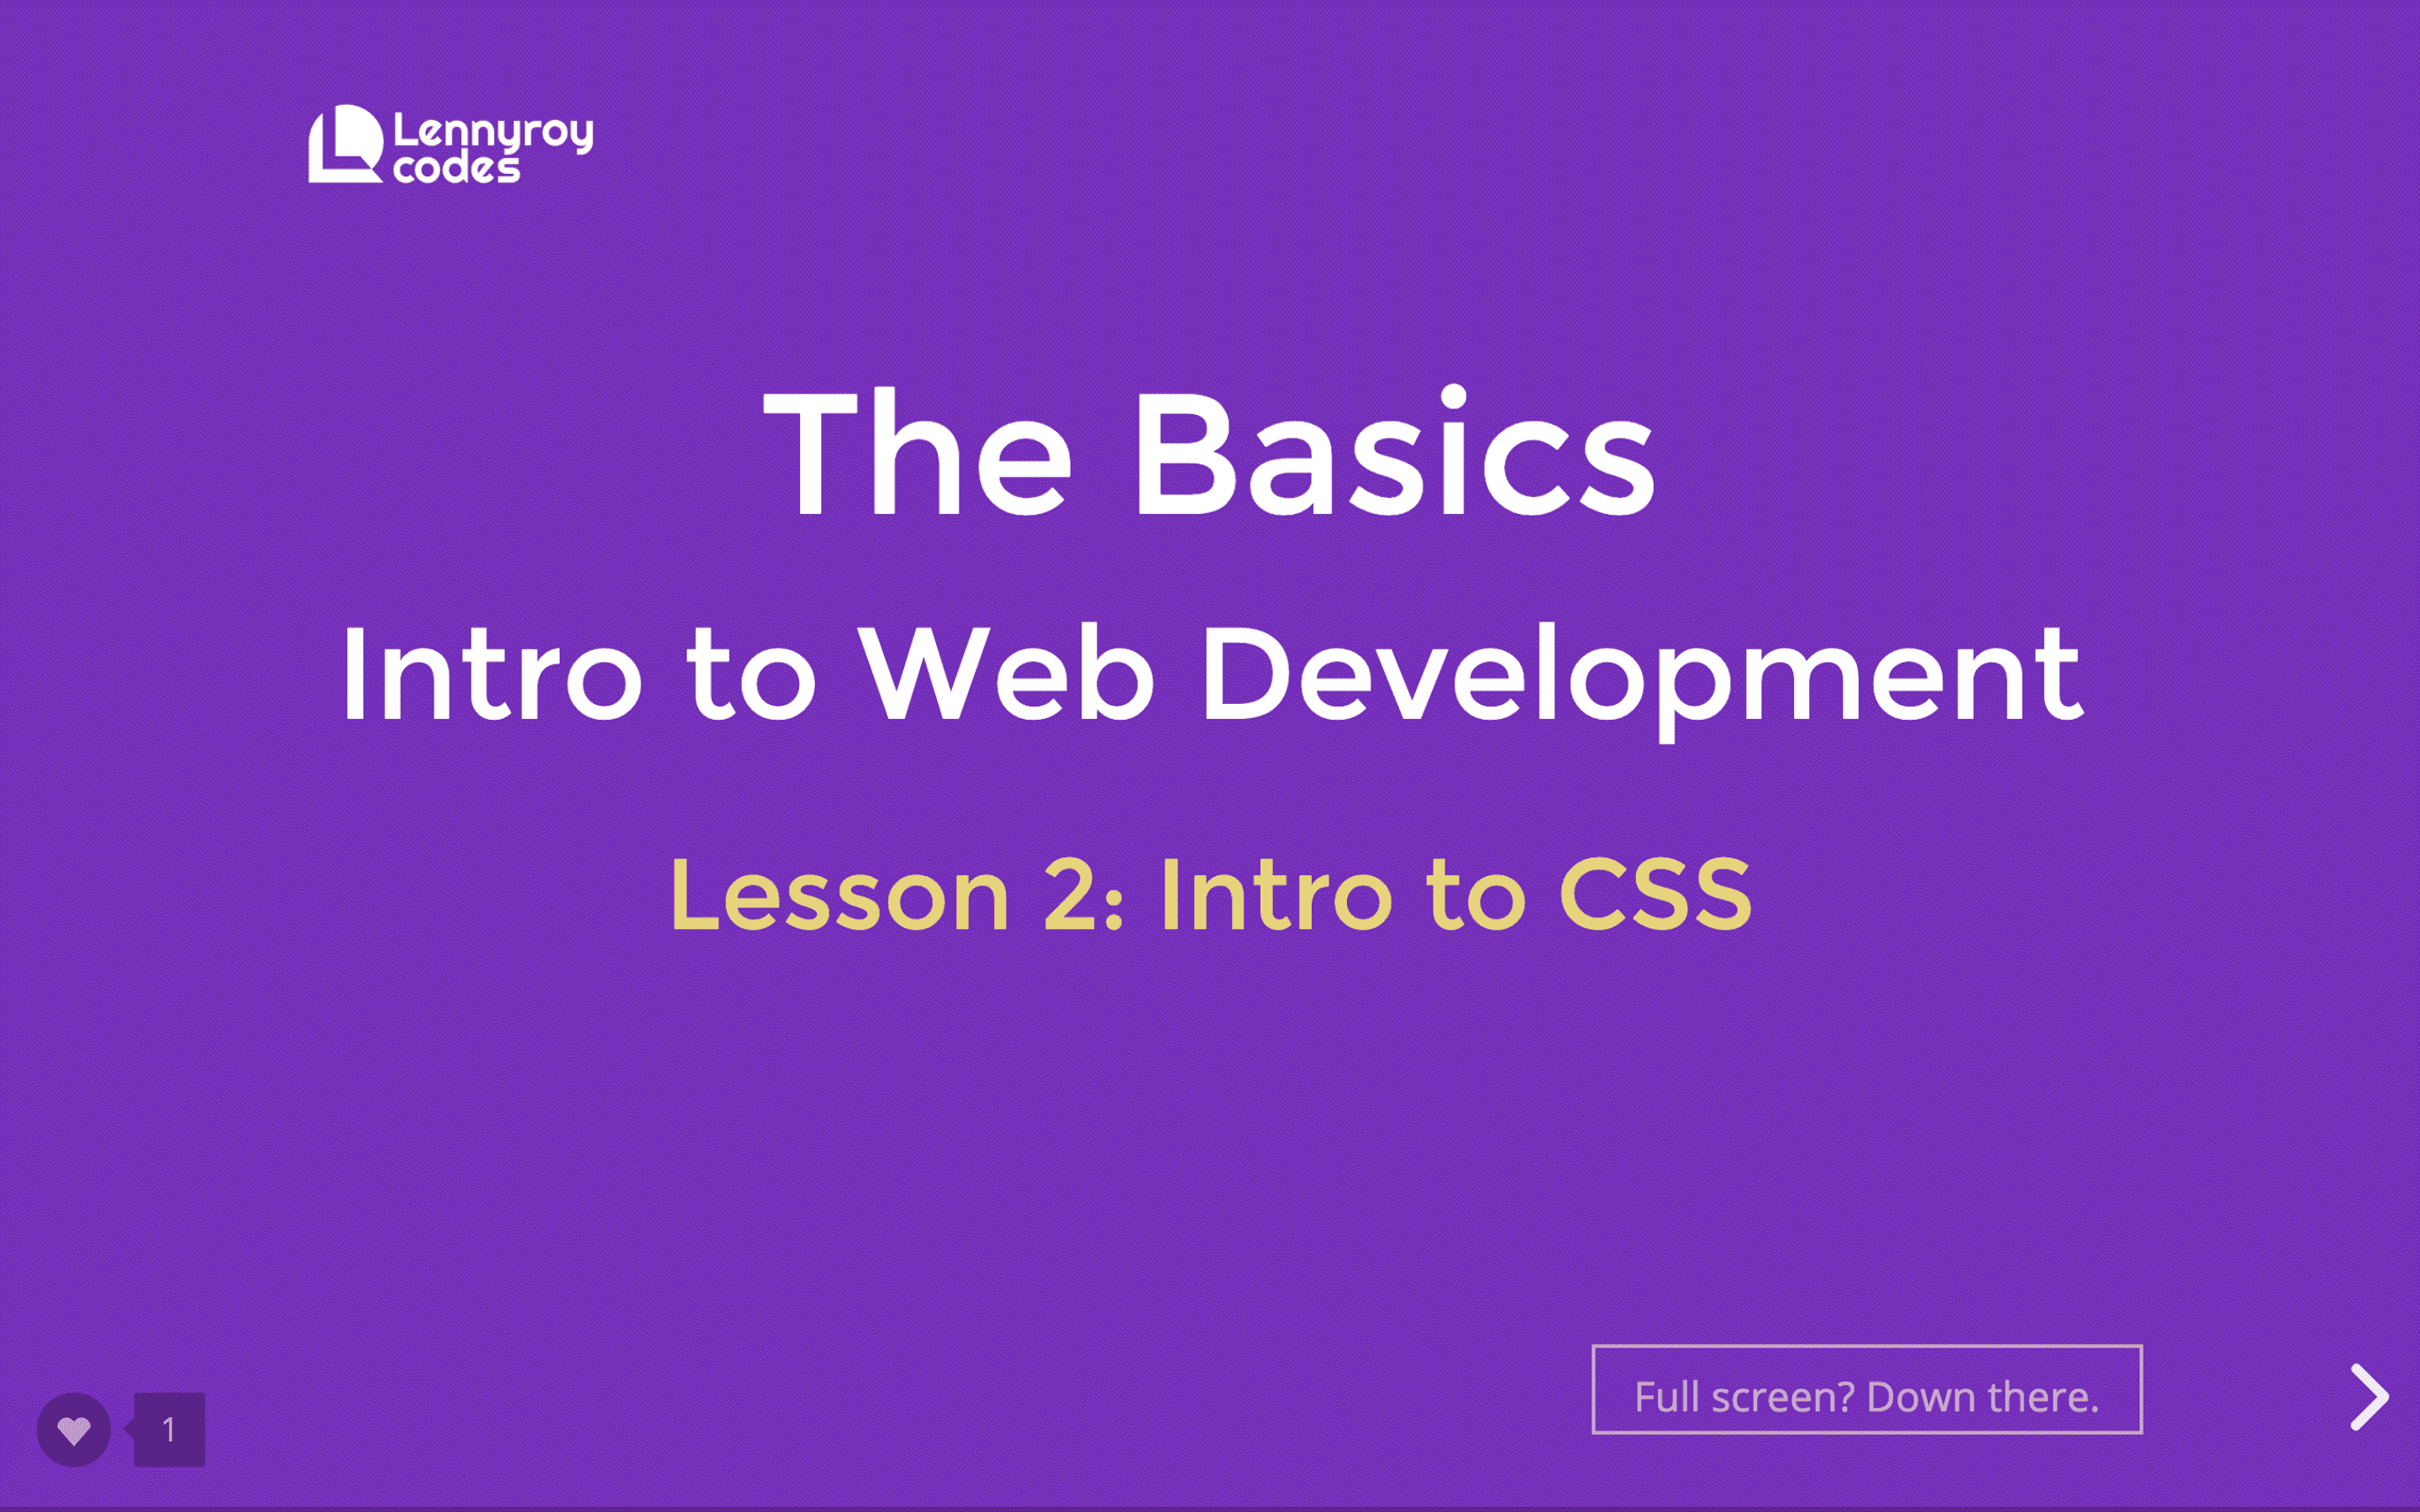 Lennyroy
codes
The Basics
Intro to Web Development
Lesson 2: Intro to CSS
Full screen? Down there.
1